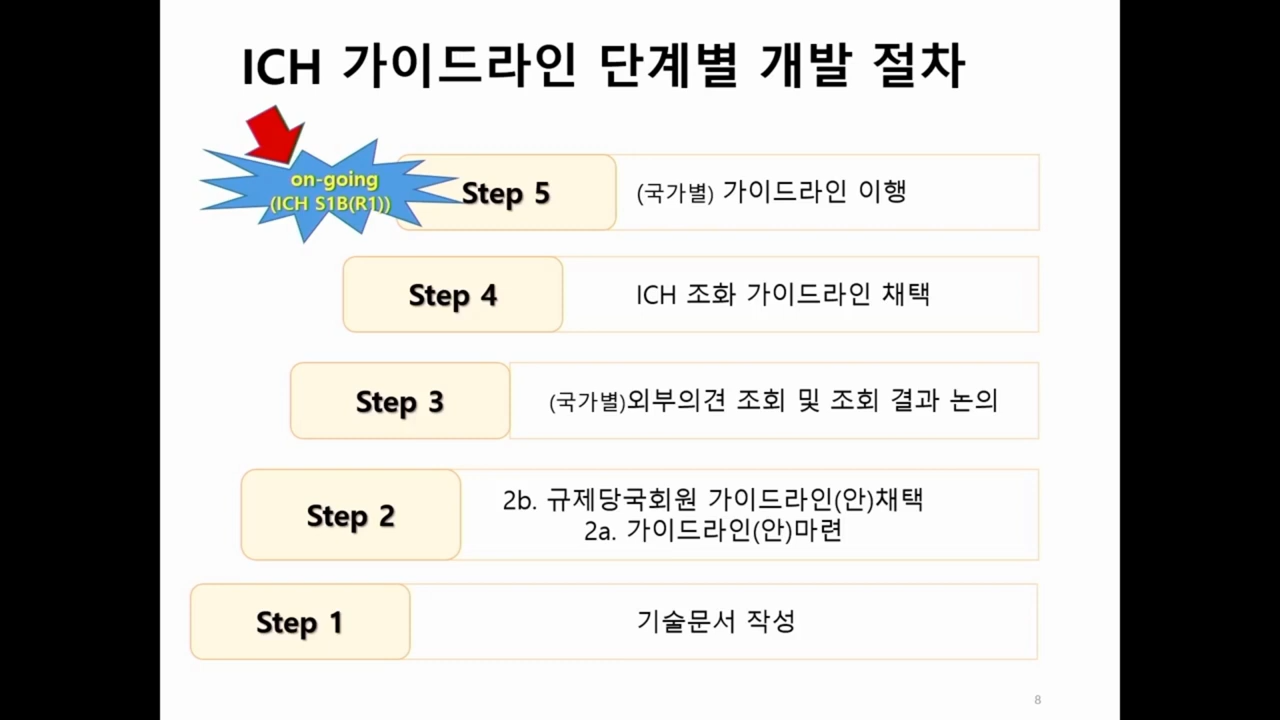 ICH 가이드라인 단계별 개발 절차
on-going
(ICH S1B(R1))
Step 5
(국가별) 가이드라인 이행
Step 4
ICH 조화 가이드라인 채택
Step 3
(국가별)외부의견 조회 및 조회 결과 논의
Step 2
2b. 규제당국회원 가이드라인(안)채택
2a. 가이드라인(안)마련
Step 1
기술문서 작성
8